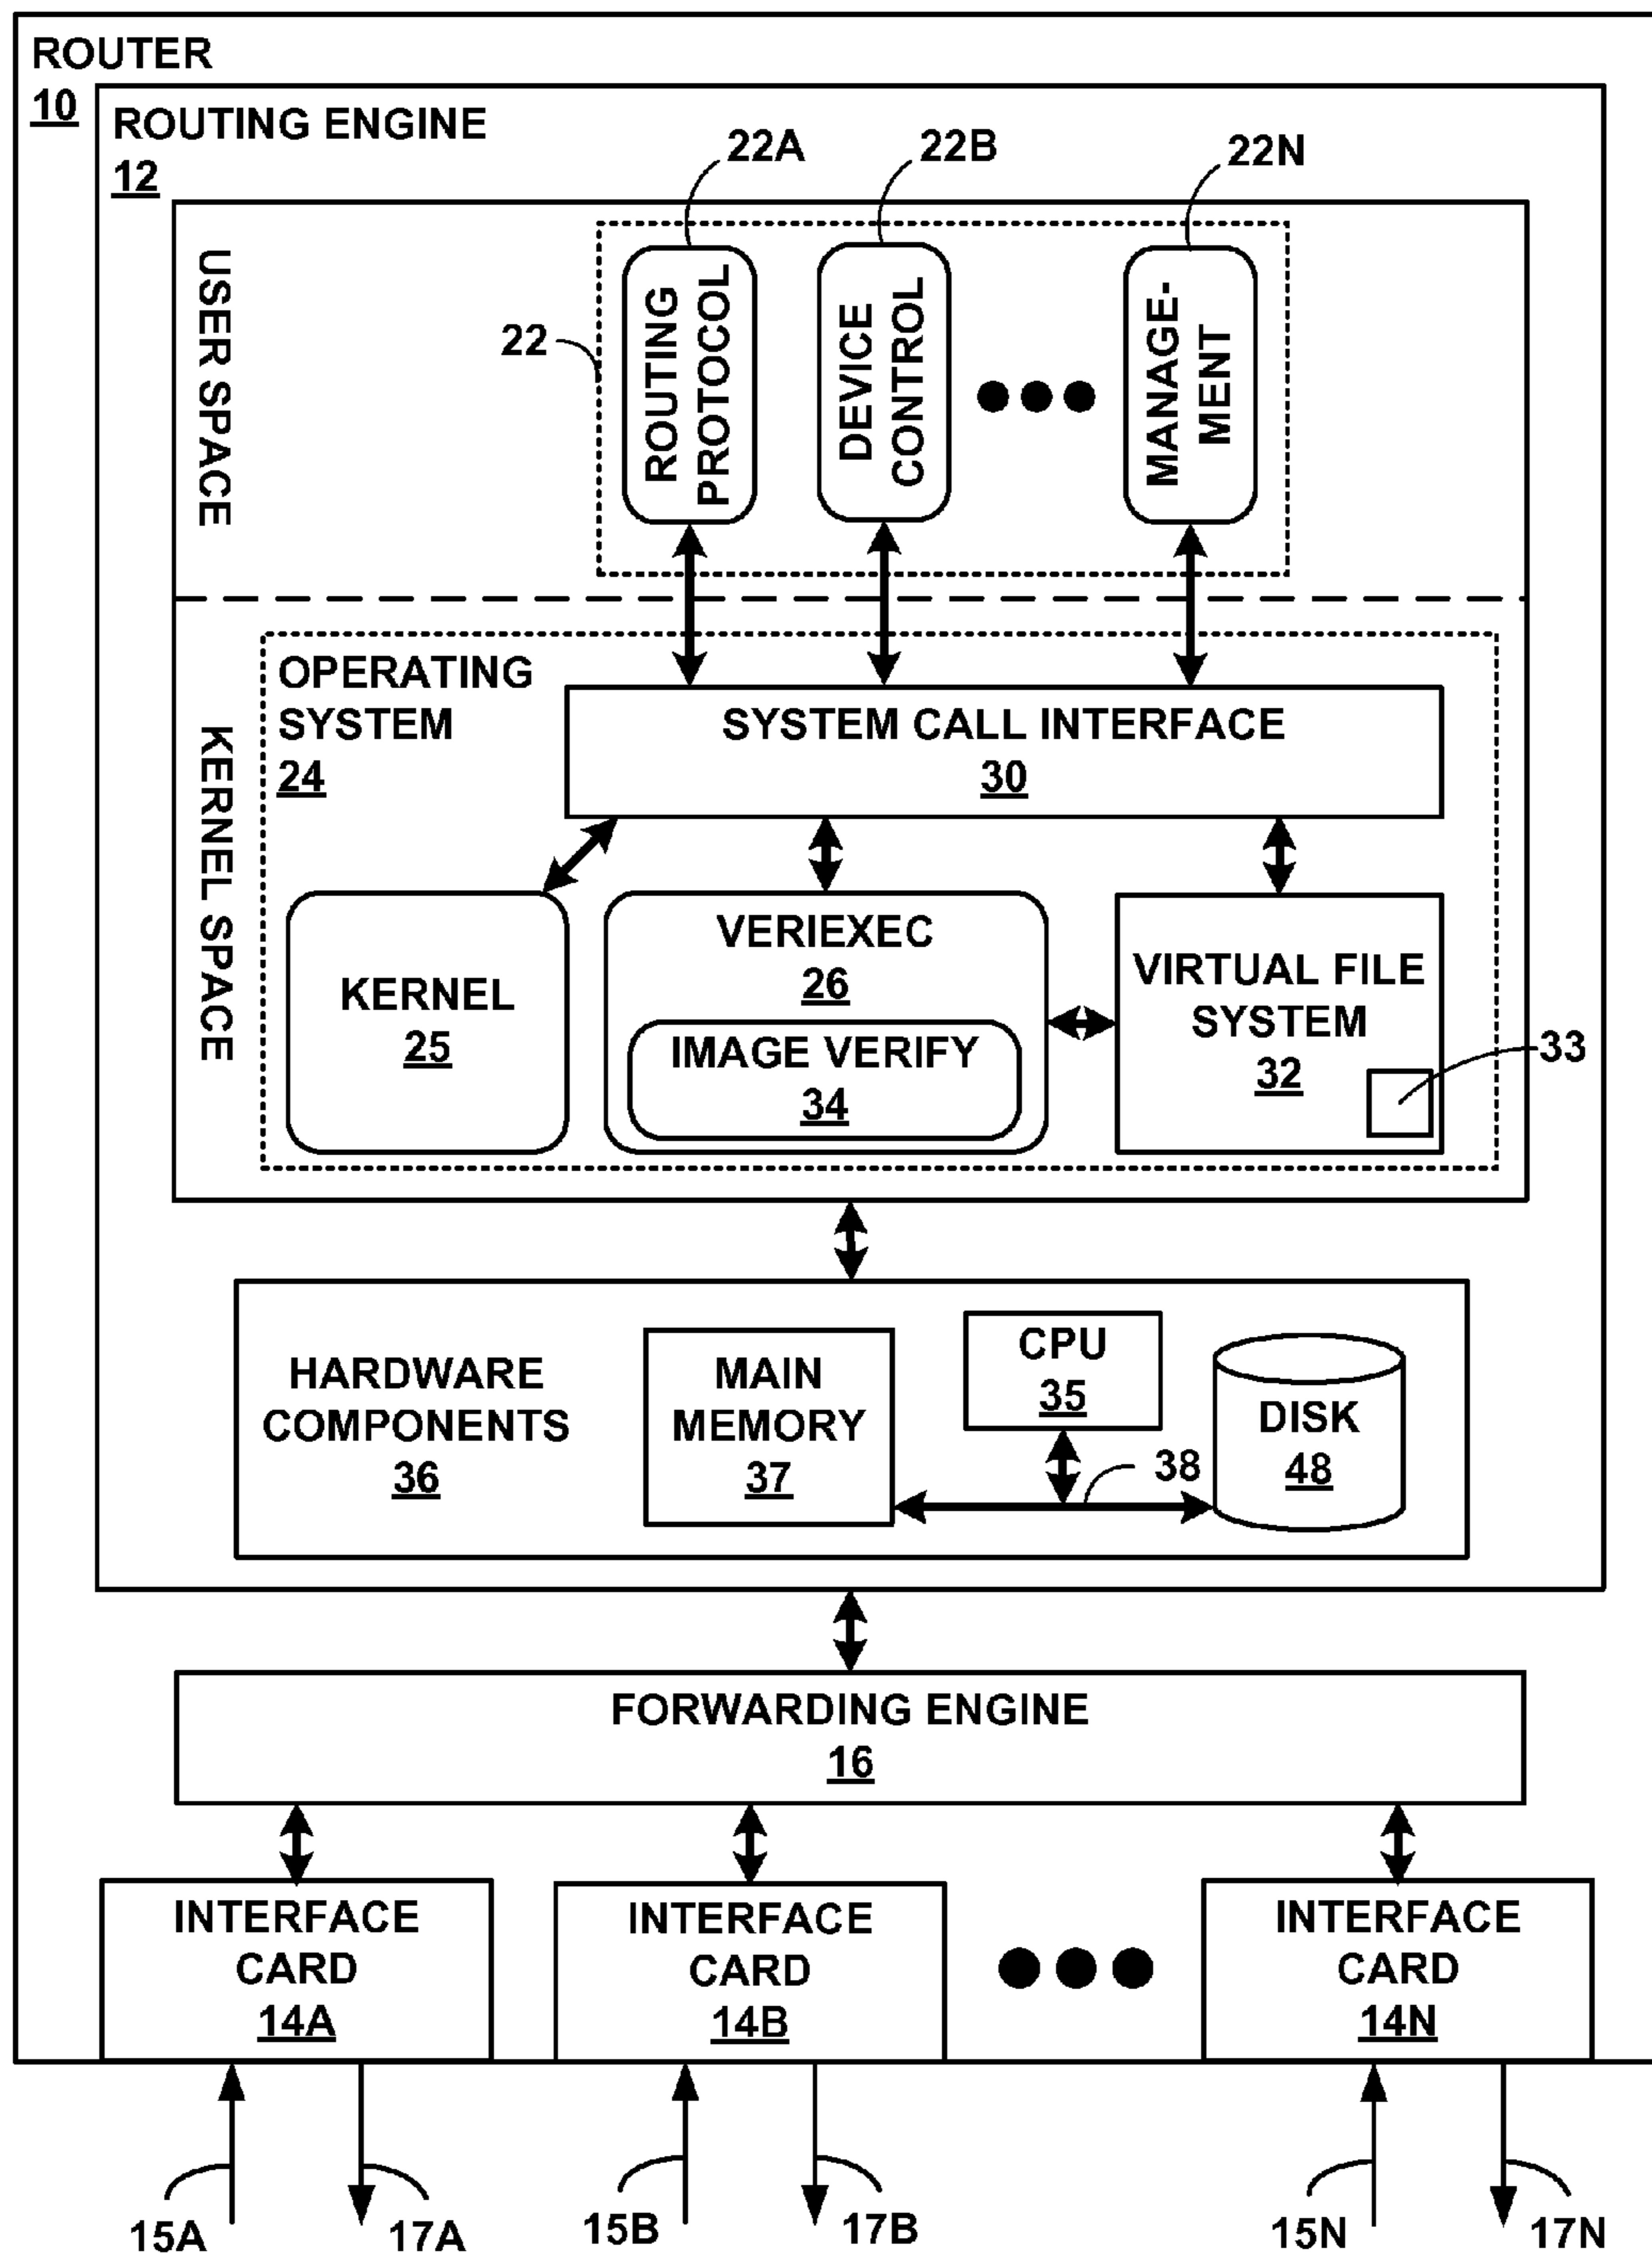 ROUTER
10
ROUTING ENGINE
12
22A
22B
22N
USER SPACE
22
ROUTING
PROTOCOL
DEVICE
CONTROL
MANAGE-
MENT
KERNEL SPACE
OPERATING
SYSTEM
24
SYSTEM CALL INTERFACE
30
KERNEL
25
VERIEXEC
26
IMAGE VERIFY
34
VIRTUAL FILE
SYSTEM
32
33
HARDWARE
COMPONENTS
36
MAIN
MEMORY
37
CPU
35
38
DISK
48
FORWARDING ENGINE
16
INTERFACE
CARD
14A
INTERFACE
CARD
14B
INTERFACE
CARD
14N
15A
17A
15B
17B
15N
17N